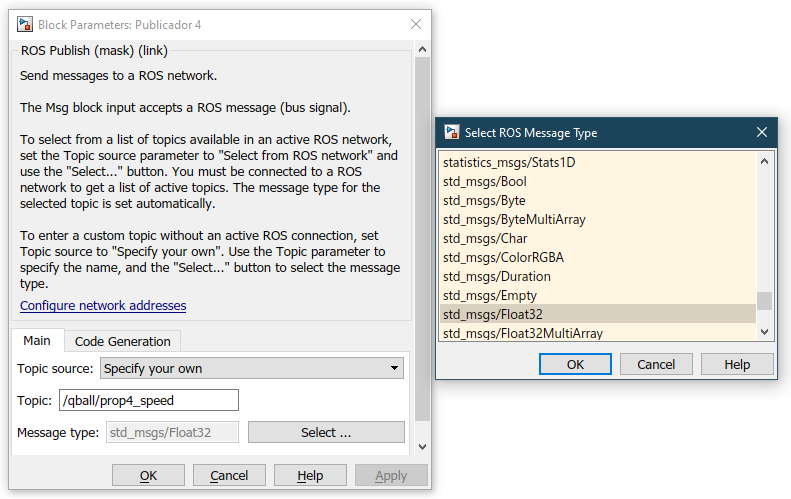 Block Parameters: Publicador 4
ROS Publish (mask) (link)
Send messages to a ROS network.
The Msg block input accepts a ROS message (bus signal).
To select from a list of topics available in an active ROS network,
set the Topic source parameter to "Select from ROS network" and
use the "Select..." button. You must be connected to a ROS
network to get a list of active topics. The message type for the
selected topic is set automatically.
To enter a custom topic without an active ROS connection, set
Topic source to "Specify your own". Use the Topic parameter to
specify the name, and the "Select..." button to select the message
type.
Configure network addresses
Main Code Generation
Topic source: Specify your own
Topic: /qball/prop4_speed
Message type: std_msgs/Float32 Select ...
OK Cancel Help Apply
Select ROS Message Type
statistics_msgs/Stats1D
std_msgs/Bool
std_msgs/Byte
std_msgs/ByteMultiArray
std_msgs/Char
std_msgs/ColorRGBA
std_msgs/Duration
std_msgs/Empty
std_msgs/Float32
std_msgs/Float32MultiArray
OK Cancel Help